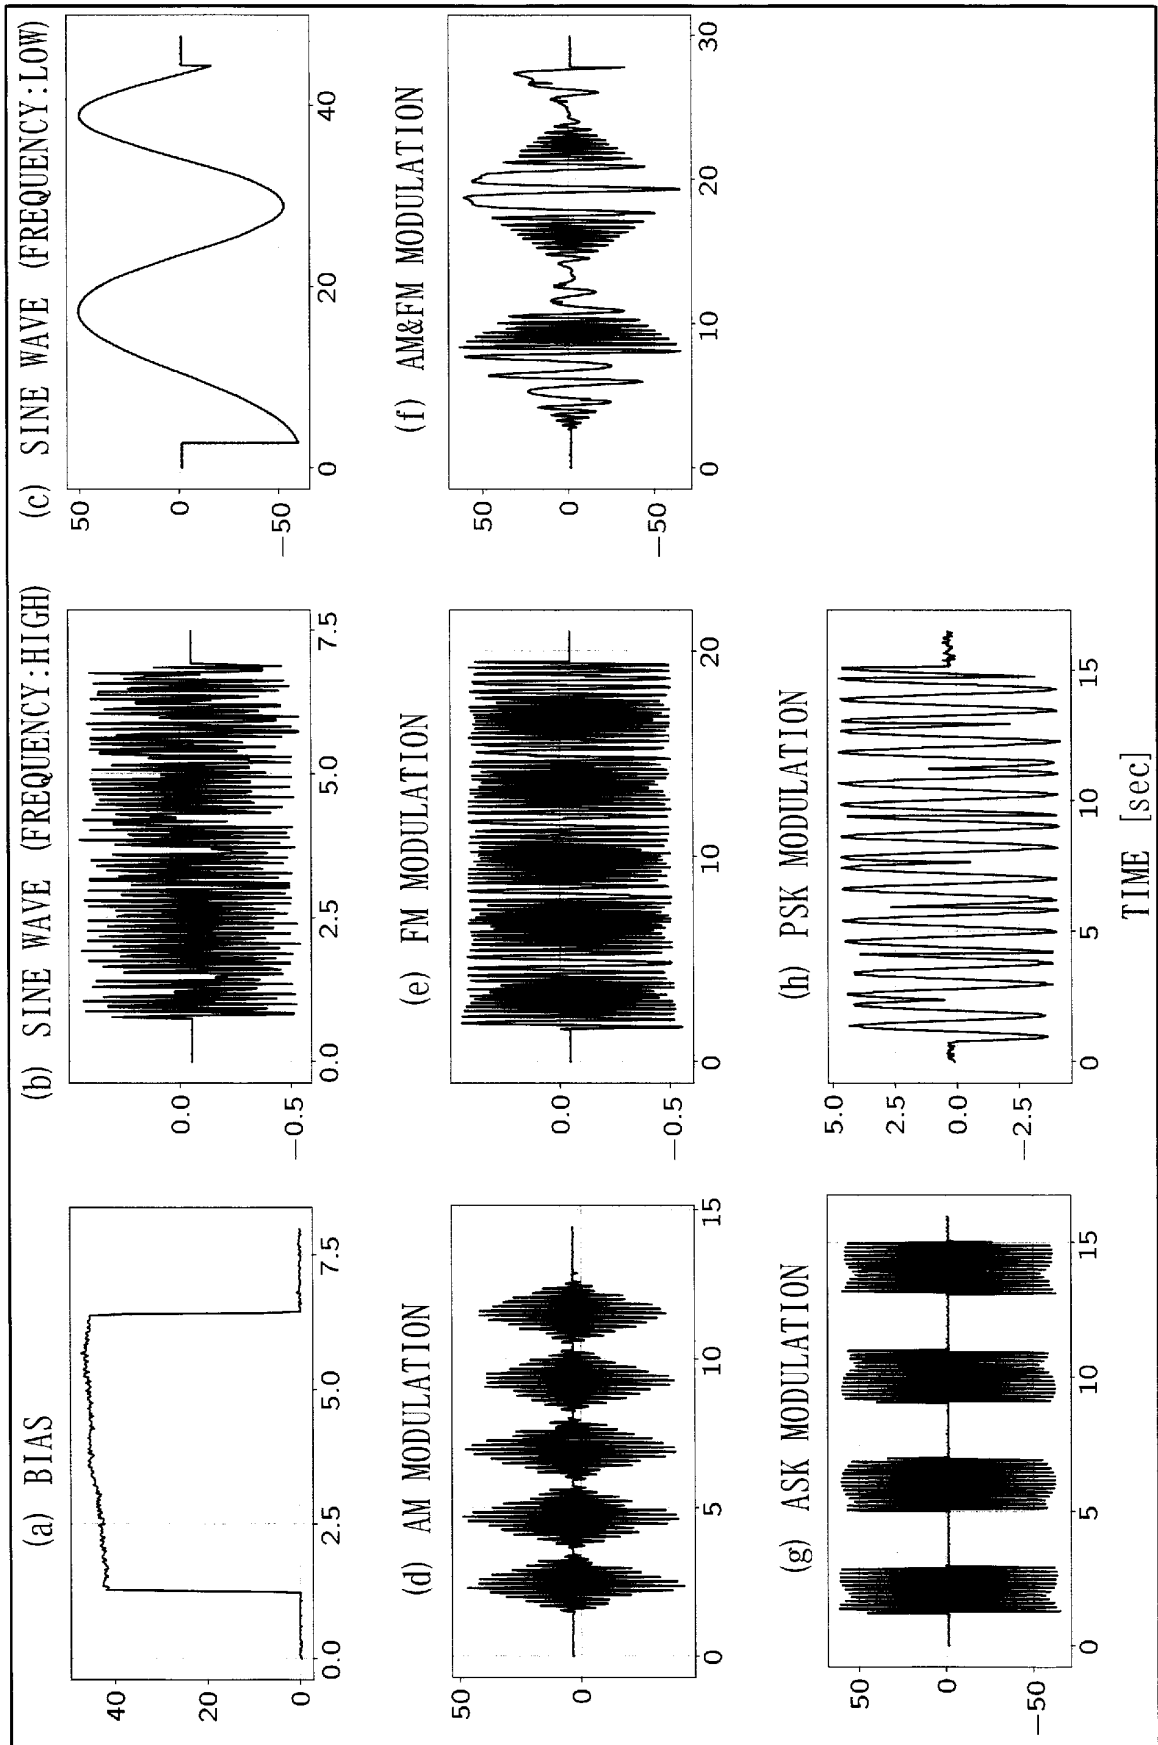 (a) BIAS
40
20
0
0.0 2.5 5.0 7.5
(b) SINE WAVE (FREQUENCY:HIGH)
0.0
−0.5
0.0 2.5 5.0 7.5
(c) SINE WAVE (FREQUENCY:LOW)
50
0
−50
0 20 40
(d) AM MODULATION
50
0
0 5 10 15
(e) FM MODULATION
0.0
−0.5
0 10 20
(f) AM&FM MODULATION
50
0
−50
0 10 20 30
(g) ASK MODULATION
50
0
−50
0 5 10 15
(h) PSK MODULATION
5.0
2.5
0.0
−2.5
0 5 10 15
TIME [sec]